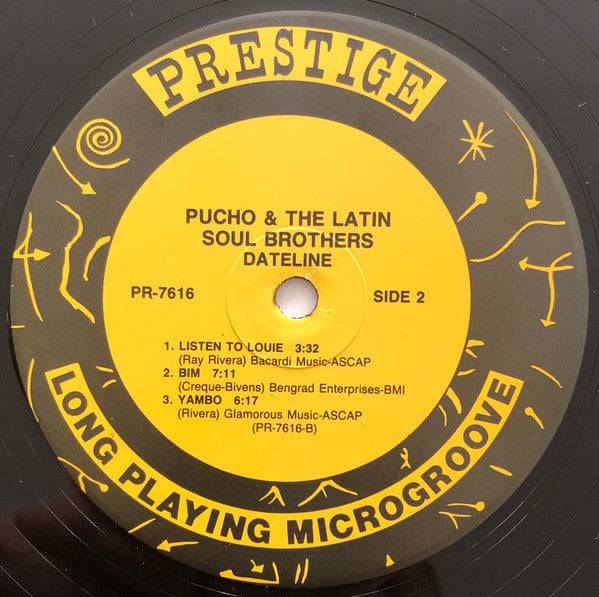 PRESTIGE
PUCHO & THE LATIN
SOUL BROTHERS
DATELINE
PR-7616 SIDE 2
1. LISTEN TO LOUIE 3:32
(Ray Rivera) Bacardi Music-ASCAP
2. BIM 7:11
(Creque-Bivens) Bengrad Enterprises-BMI
3. YAMBO 6:17
(Rivera) Glamorous Music-ASCAP
(PR-7616-B)
LONG PLAYING MICROGROOVE